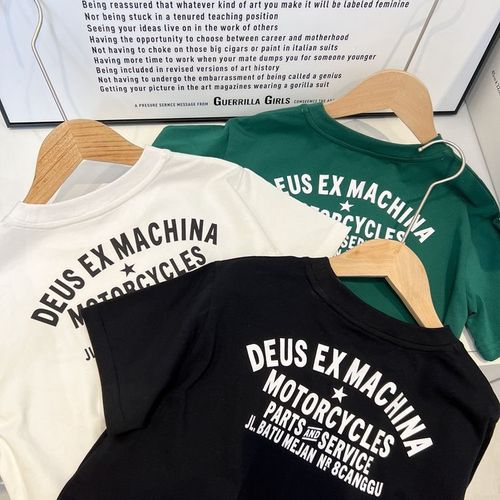 Being reassured that whatever kind of art you make it will be labeled feminine
Not being stuck in a tenured teaching position
Seeing your ideas live on in the work of others
Having the opportunity to choose between career and motherhood
Not having to choke on those big cigars or paint in italian suits
Having more time to work when your mate dumps you for someone younger
Being included in revised versions of art history
Not having to undergo the embarrassment of being called a genius
Getting your picture in the art magazines wearing a gorilla suit
GUERRILLA GIRLS
EUS EX MACHINA
MOTORCYCLES
DEUS EX MACHINA
MOTORCYCLES
JL
DEUS EX MACHINA
MOTORCYCLES
PARTS AND SERVICE
JL. BATU MEJAN Nº 8CANGGU